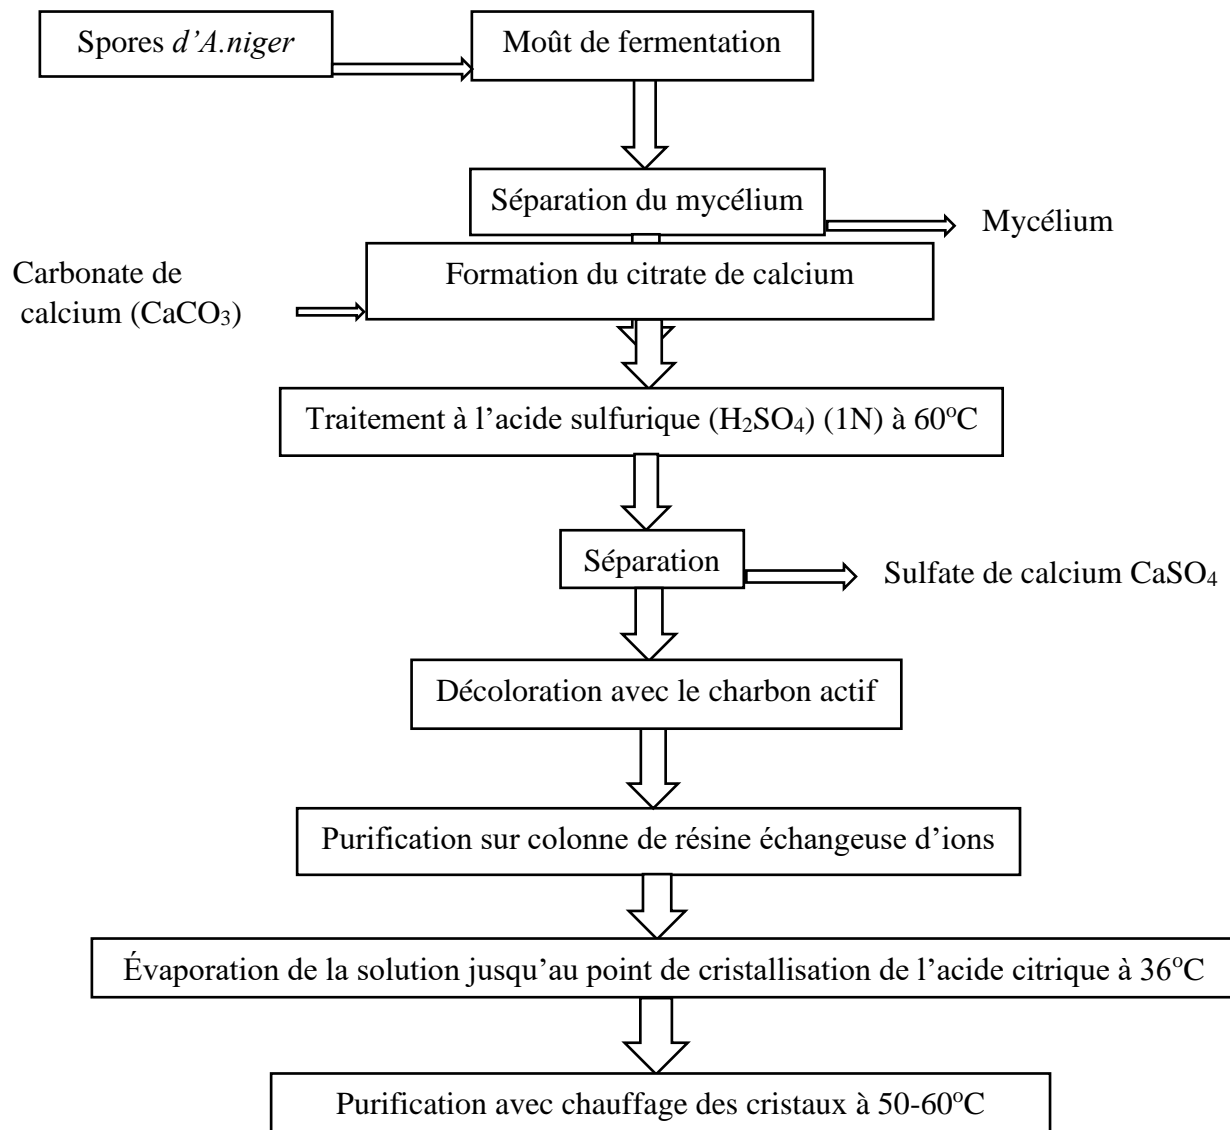 Spores d’A.niger
Moût de fermentation
Séparation du mycélium
Mycélium
Carbonate de
calcium (CaCO₃)
Formation du citrate de calcium
Traitement à l’acide sulfurique (H₂SO₄) (1N) à 60ºC
Séparation
Sulfate de calcium CaSO₄
Décoloration avec le charbon actif
Purification sur colonne de résine échangeuse d’ions
Évaporation de la solution jusqu’au point de cristallisation de l’acide citrique à 36ºC
Purification avec chauffage des cristaux à 50-60ºC